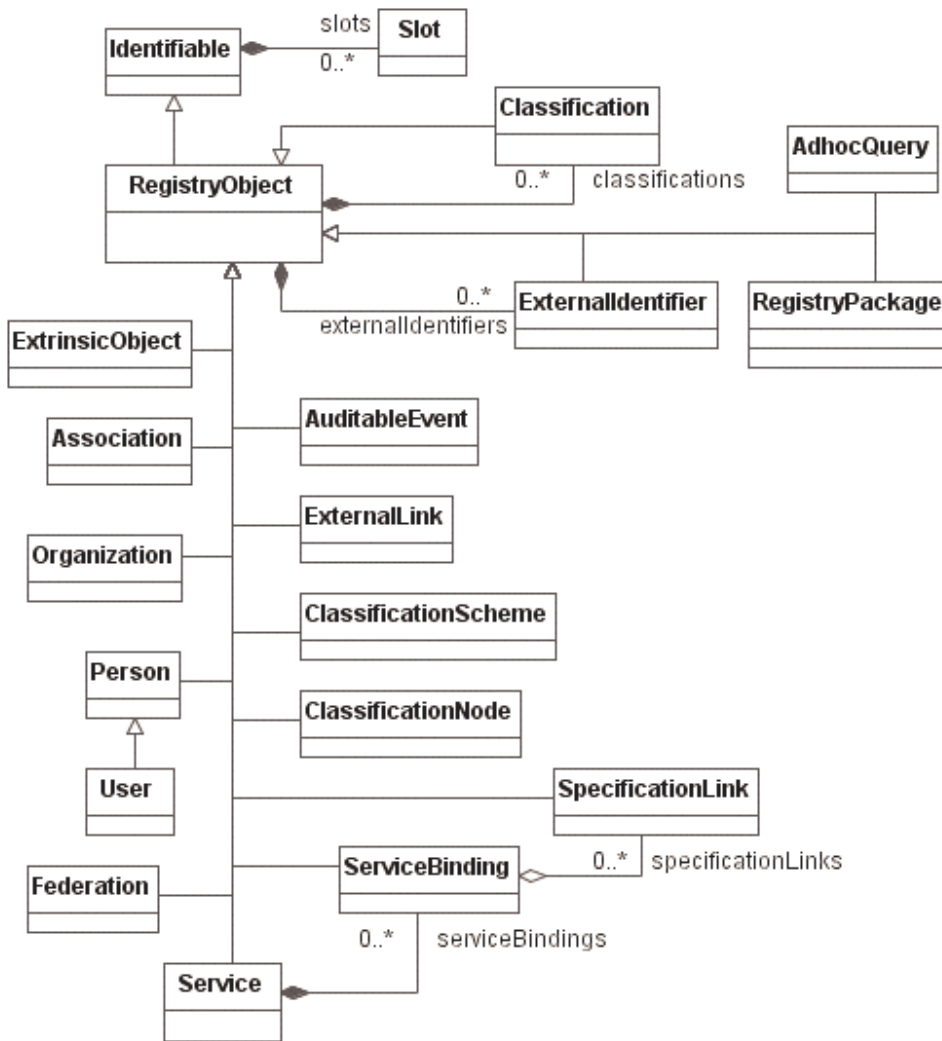 slots
Slot
Identifiable
0..*
Classification
AdhocQuery
RegistryObject
0..*
classifications
0..*
ExternalIdentifier
RegistryPackage
externalIdentifiers
ExtrinsicObject
AuditableEvent
Association
ExternalLink
Organization
ClassificationScheme
Person
ClassificationNode
User
SpecificationLink
ServiceBinding
0..*
specificationLinks
Federation
0..*
serviceBindings
Service